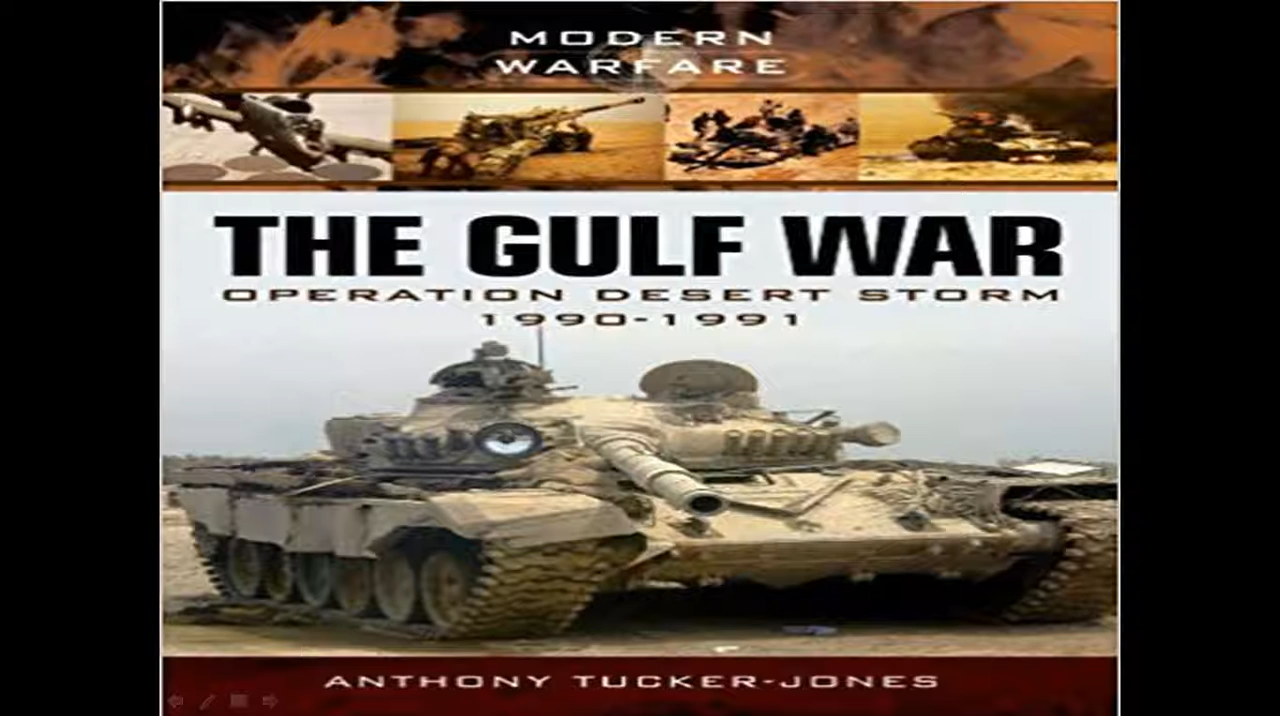 MODERN
WARFARE
THE GULF WAR
OPERATION DESERT STORM
1990-1991
ANTHONY TUCKER-JONES